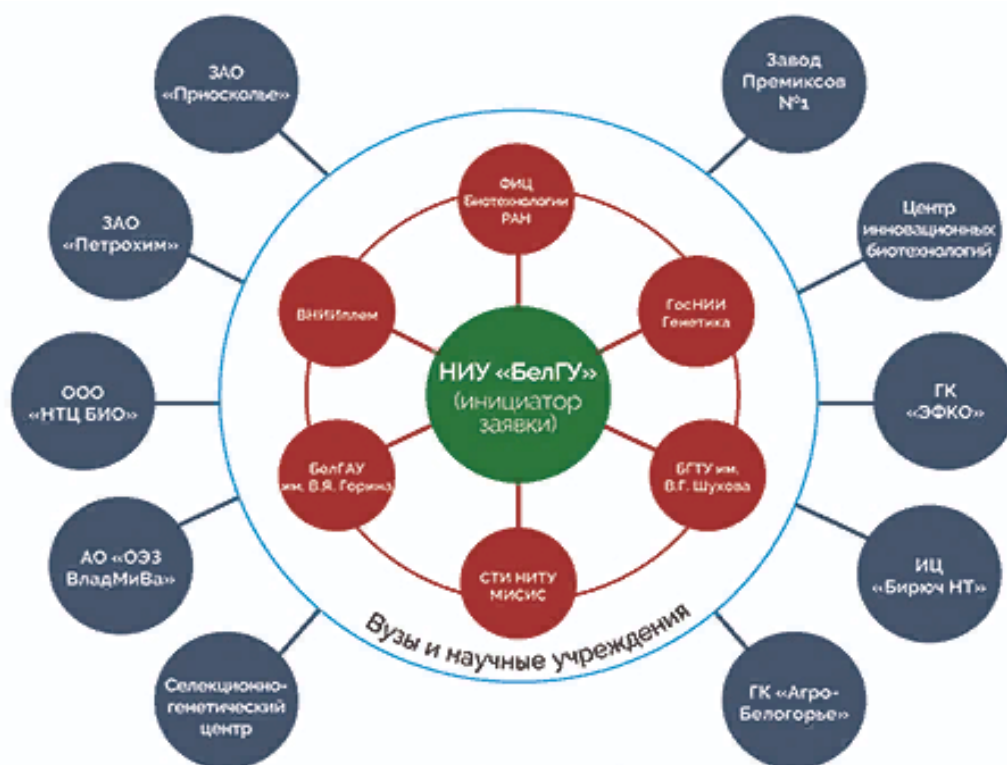 ЗАО
«Приосколье»
Завод
Премиксов
№1
ФИЦ
Биотехнологии
РАН
ЗАО
«Петрохим»
Центр
инновационных
биотехнологий
ВНИИплем
ГосНИИ
Генетика
НИУ «БелГУ»
(инициатор
заявки)
ООО
«НТЦ БИО»
ГК
«ЭФКО»
БелГАУ
им. В.Я. Горина
БГТУ им.
В.Г. Шухова
АО «ОЭЗ
ВладМиВа»
СТИ НИТУ
МИСИС
ИЦ
«Бирюч НТ»
Вузы и научные учреждения
Селекционно-
генетический
центр
ГК «Агро-
Белогорье»